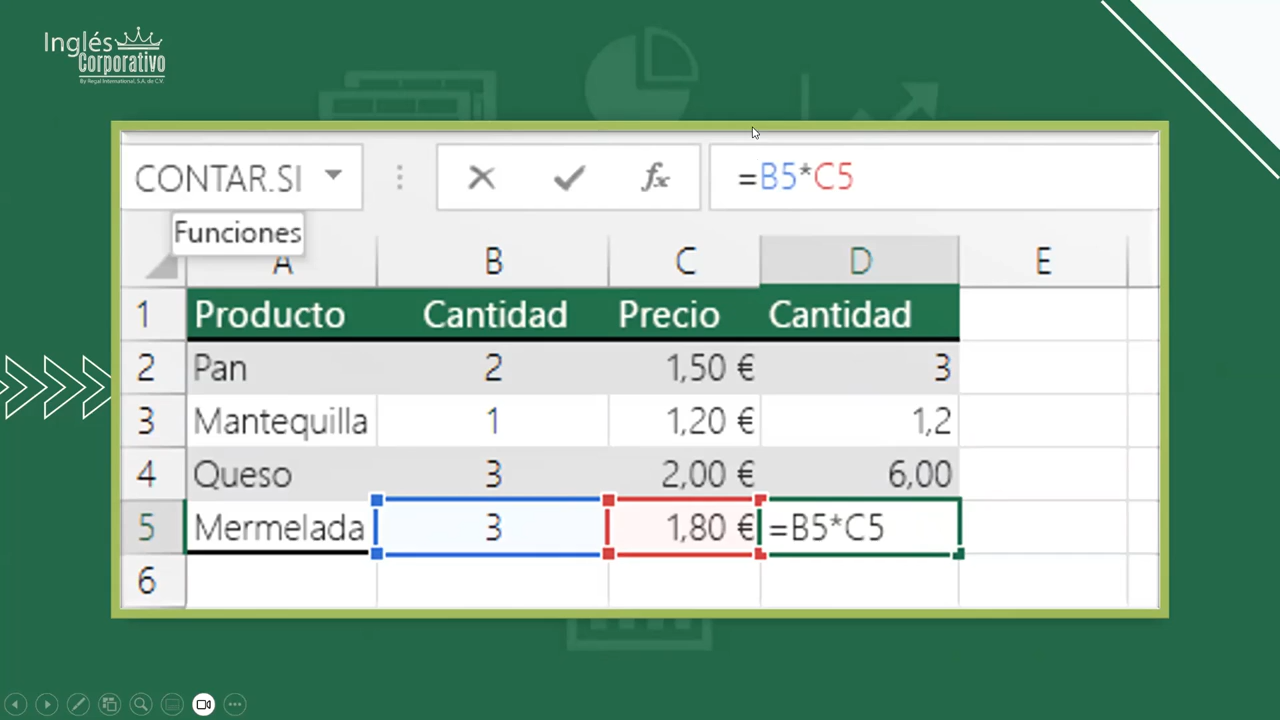 Inglés
Corporativo
By Regal International, S.A. de C.V.
CONTAR.SI fx =B5*C5
Funciones
A B C D E
1 Producto Cantidad Precio Cantidad
2 Pan 2 1,50 € 3
3 Mantequilla 1 1,20 € 1,2
4 Queso 3 2,00 € 6,00
5 Mermelada 3 1,80 € =B5*C5
6